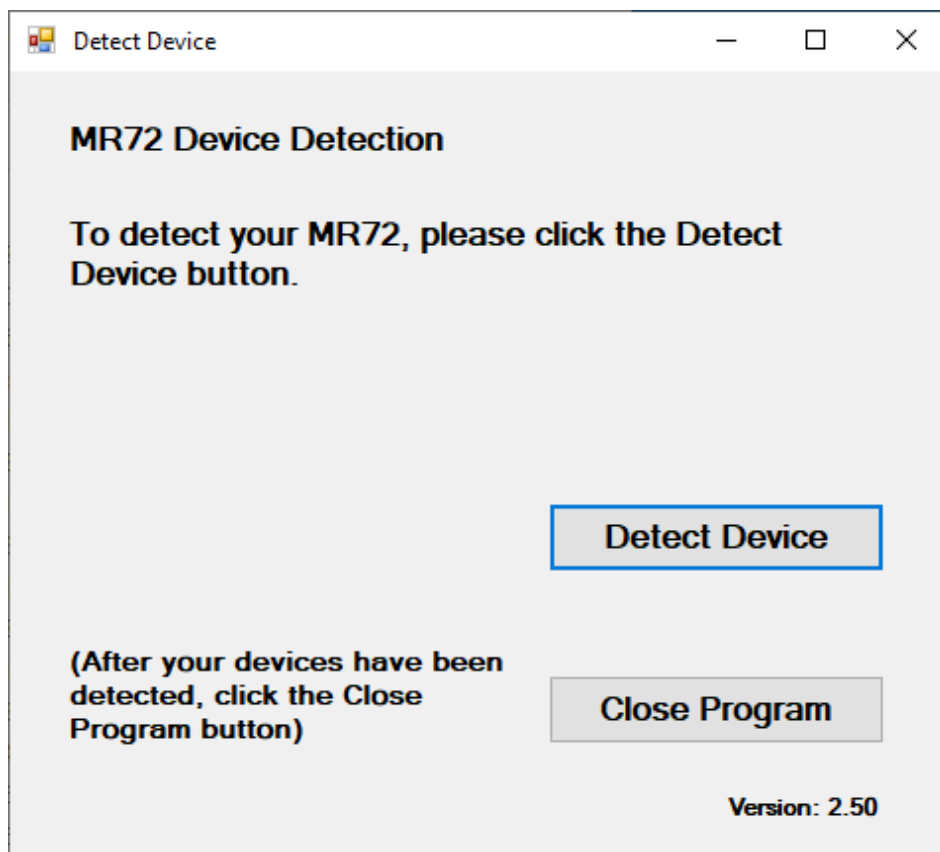 Detect Device
MR72 Device Detection
To detect your MR72, please click the Detect
Device button.
Detect Device
(After your devices have been
detected, click the Close
Program button)
Close Program
Version: 2.50